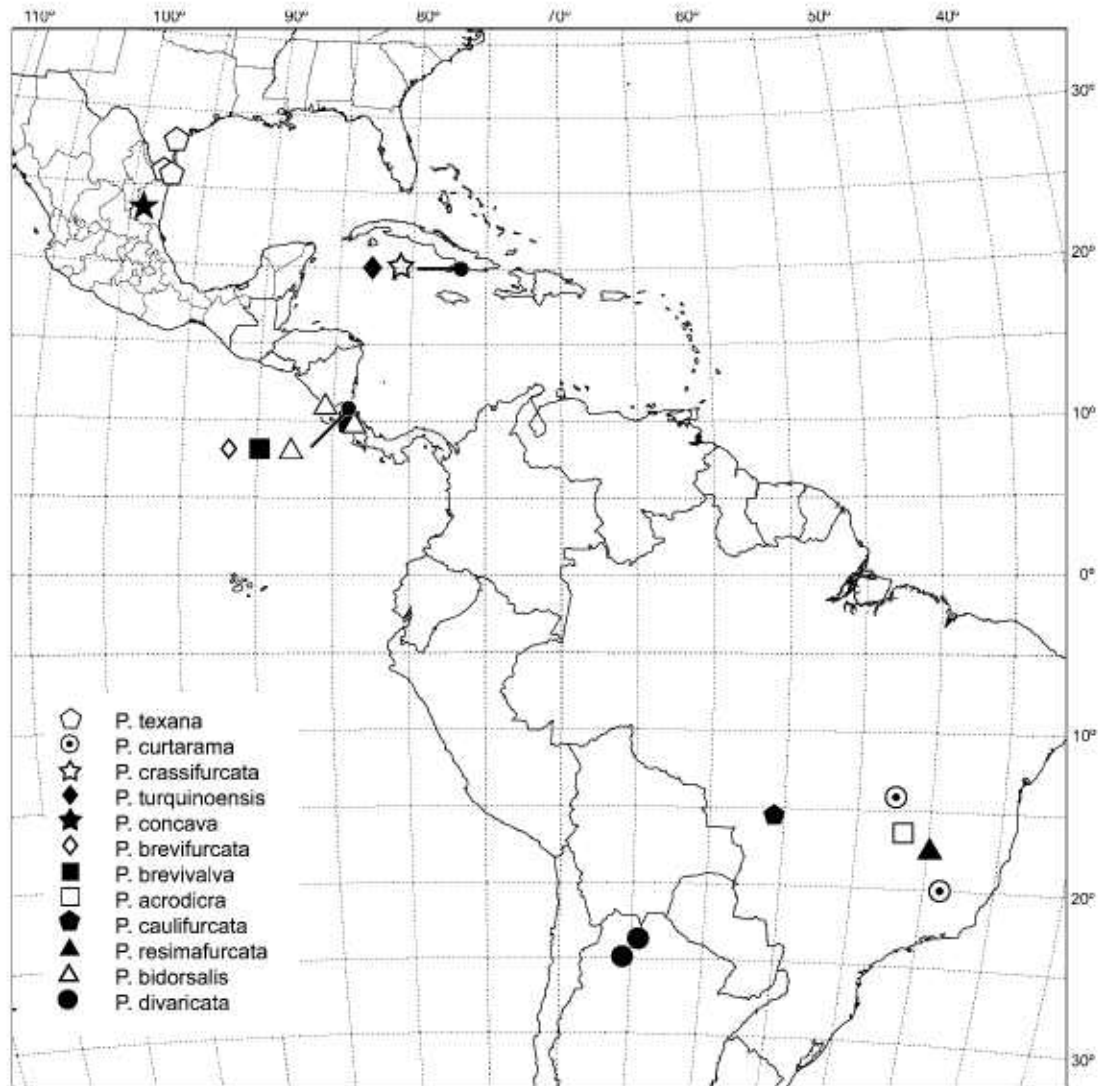 110° 100° 90° 80° 70° 60° 50° 40°
30°
20°
10°
0°
10°
20°
30°
P. texana
P. curtarama
P. crassifurcata
P. turquinoensis
P. concava
P. brevifurcata
P. brevivalva
P. acrodicra
P. caulifurcata
P. resimafurcata
P. bidorsalis
P. divaricata